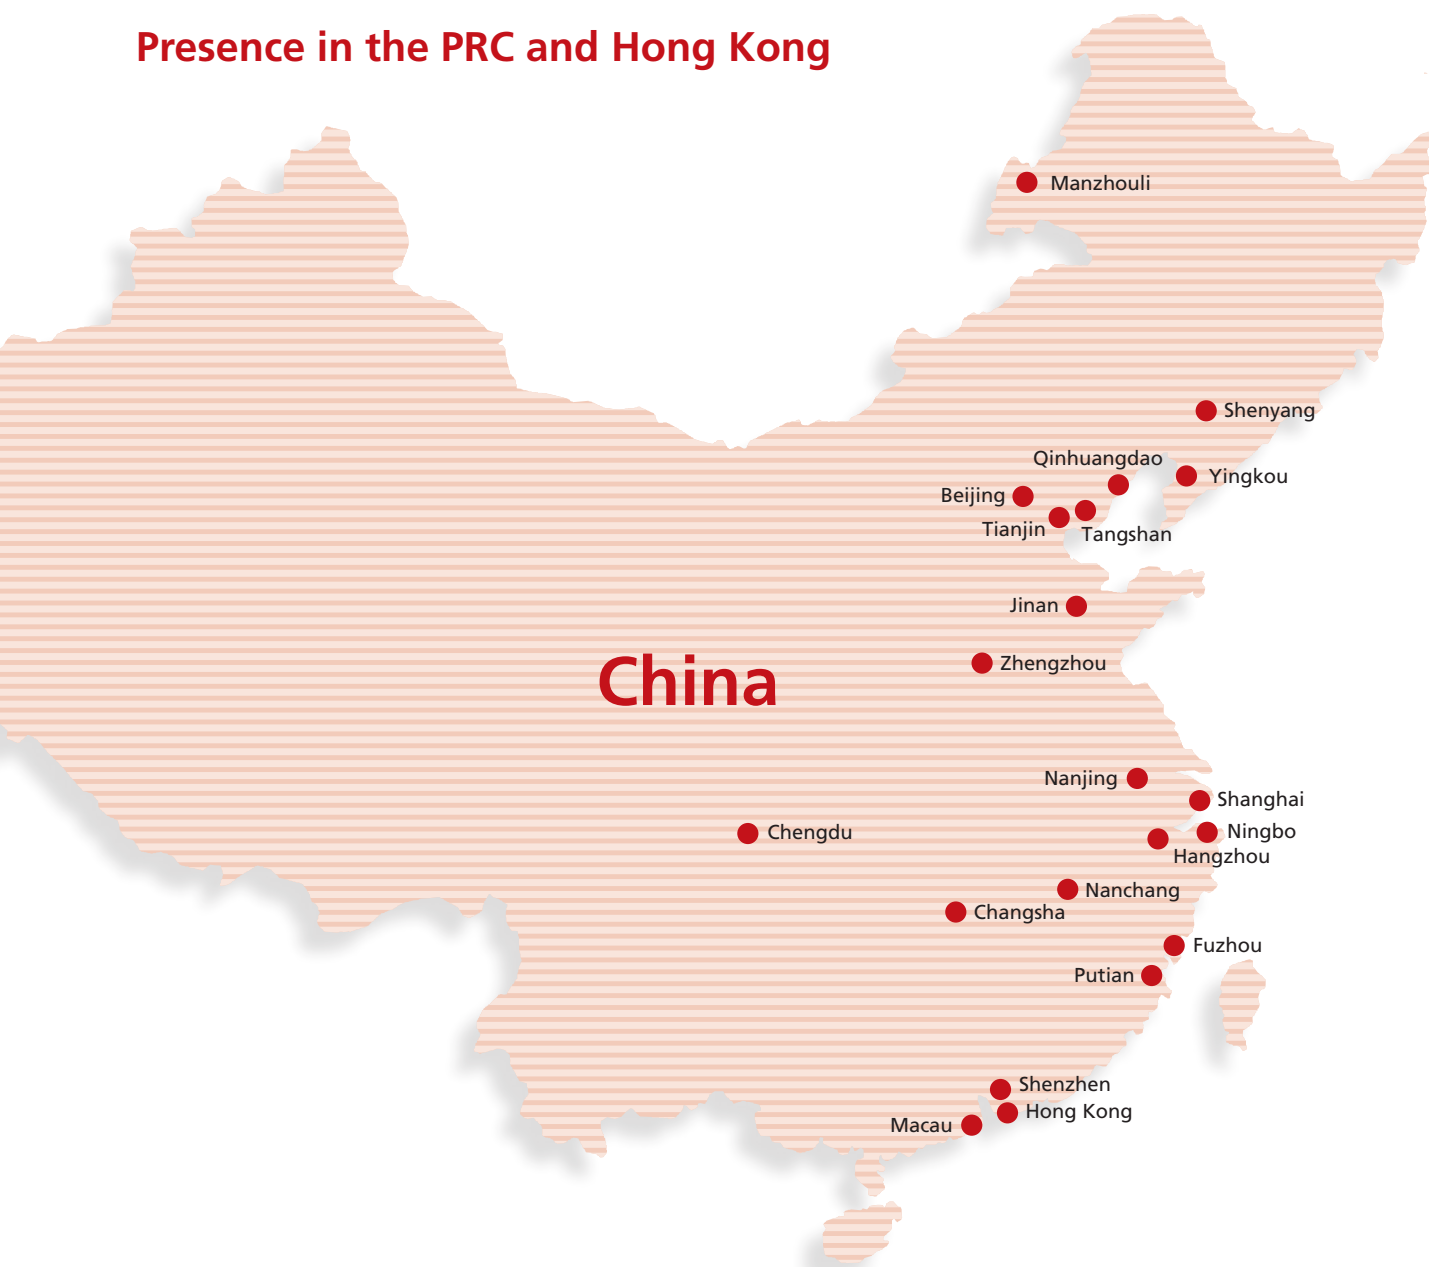 Presence in the PRC and Hong Kong
Manzhouli
Shenyang
Qinhuangdao
Yingkou
Beijing
Tianjin
Tangshan
Jinan
Zhengzhou
China
Nanjing
Shanghai
Chengdu
Ningbo
Hangzhou
Nanchang
Changsha
Fuzhou
Putian
Shenzhen
Hong Kong
Macau